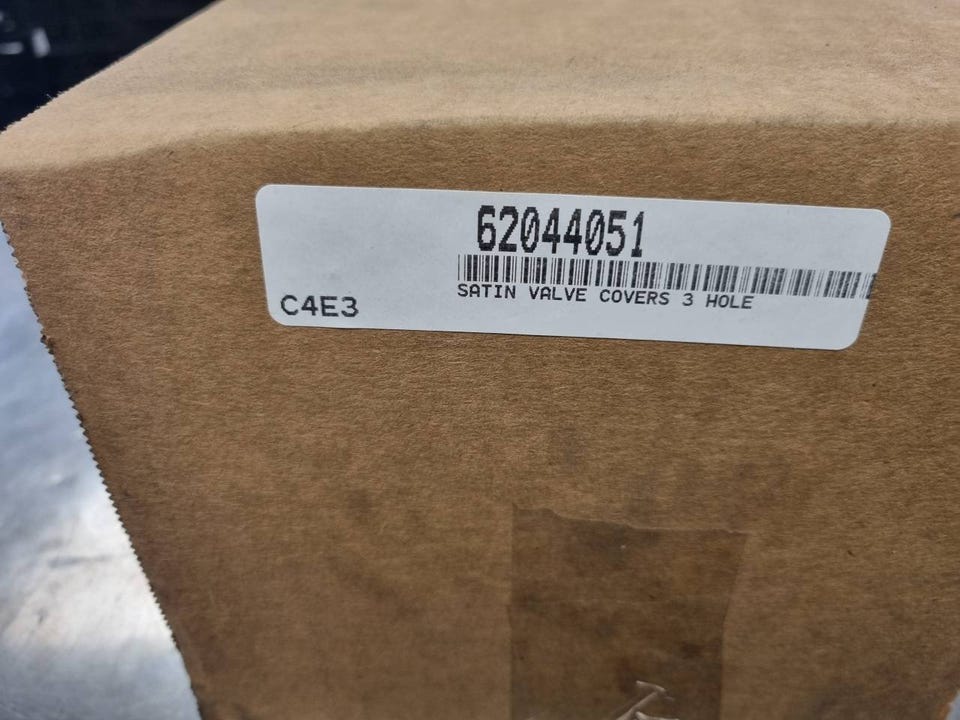 62044051
SATIN VALVE COVERS 3 HOLE
C4E3